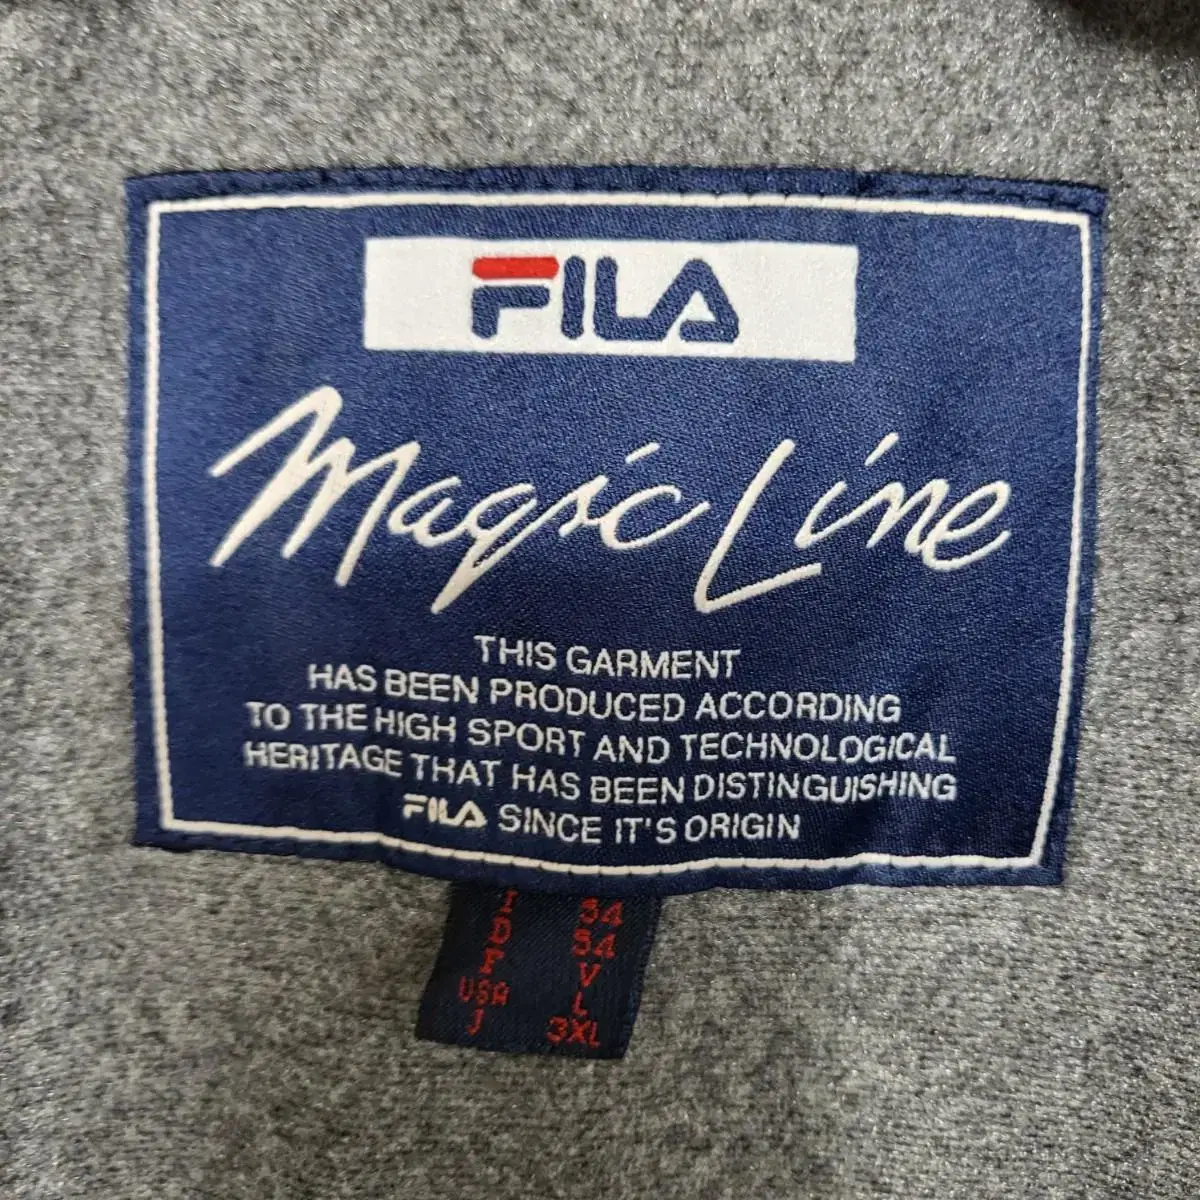 FILA
Magic Line
THIS GARMENT
HAS BEEN PRODUCED ACCORDING
TO THE HIGH SPORT AND TECHNOLOGICAL
HERITAGE THAT HAS BEEN DISTINGUISHING
FILA SINCE IT'S ORIGIN
I 54
D 54
F V
USA L
J 3XL